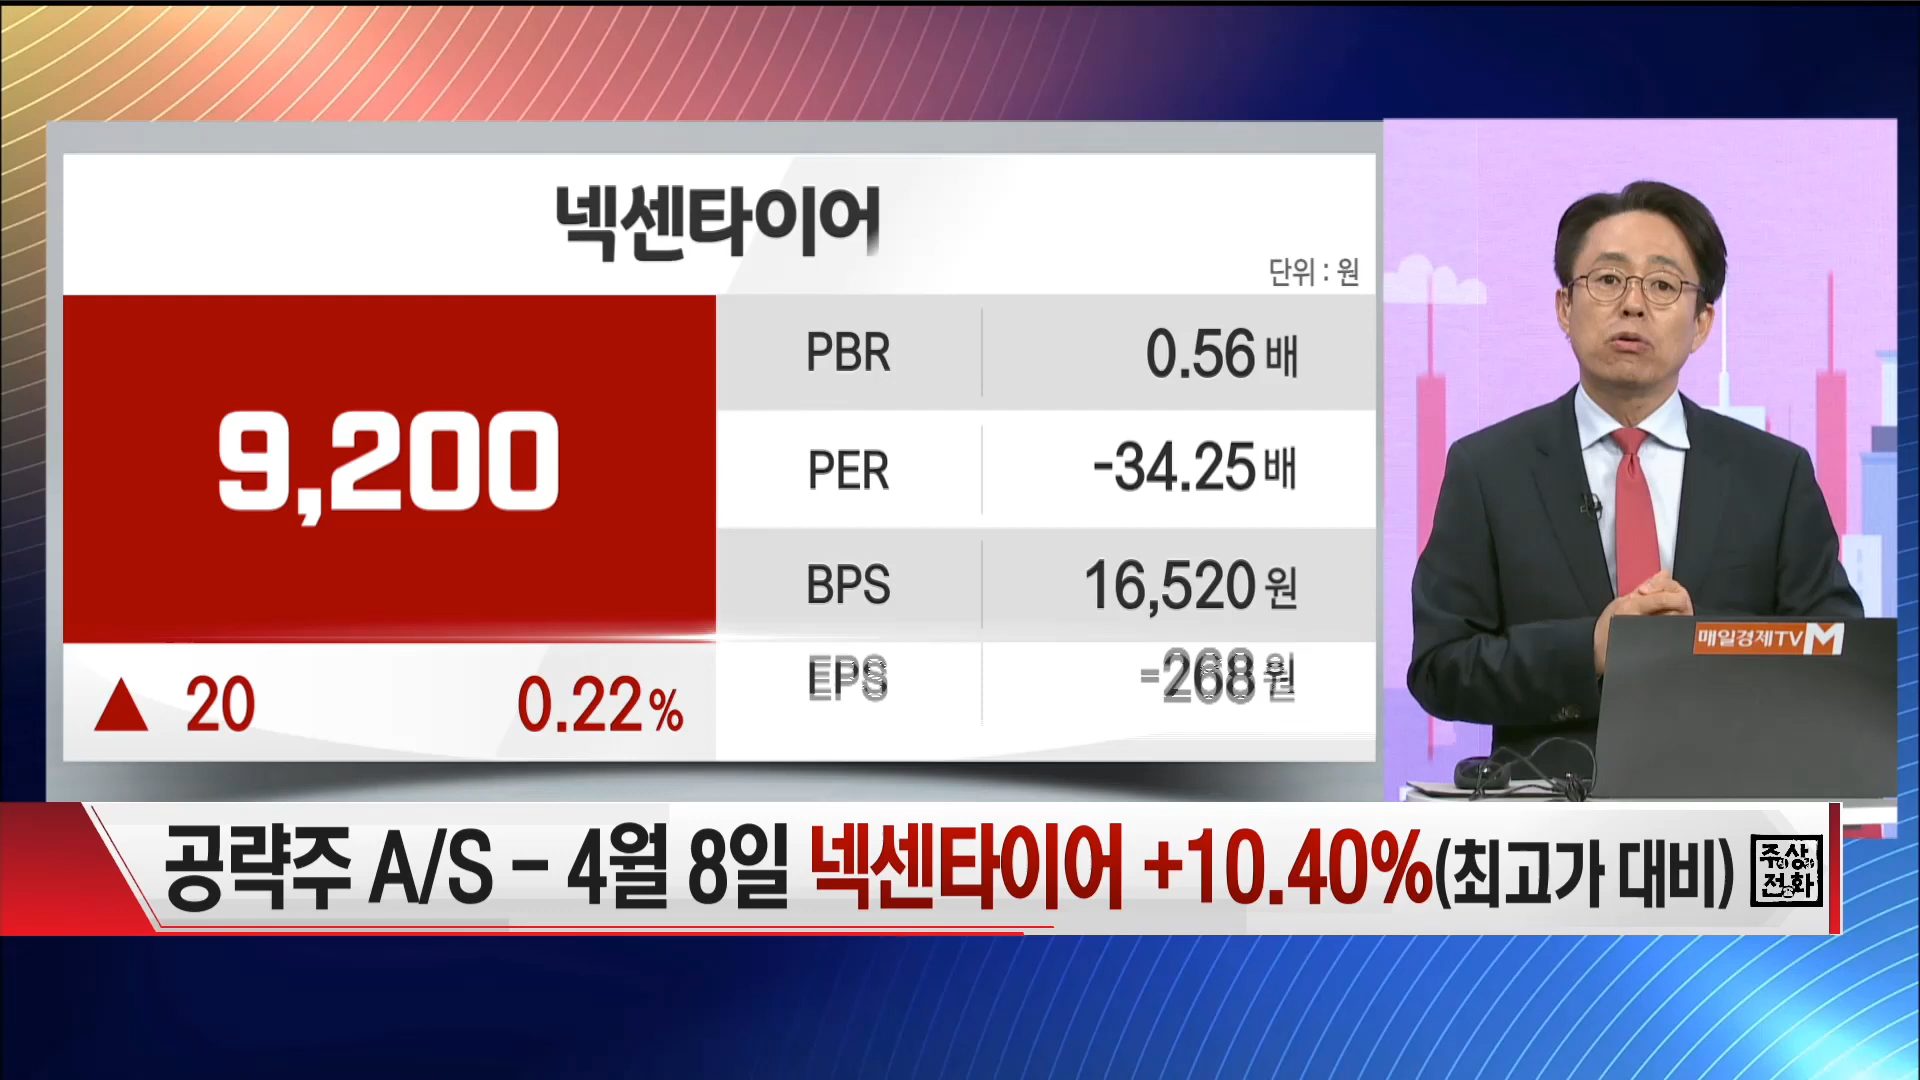 넥센타이어
단위 : 원
9,200
▲ 20 0.22%
PBR 0.56 배
PER -34.25 배
BPS 16,520 원
EPS -268 원
매일경제TV M
공략주 A/S - 4월 8일 넥센타이어 +10.40%(최고가 대비)
주상
전화